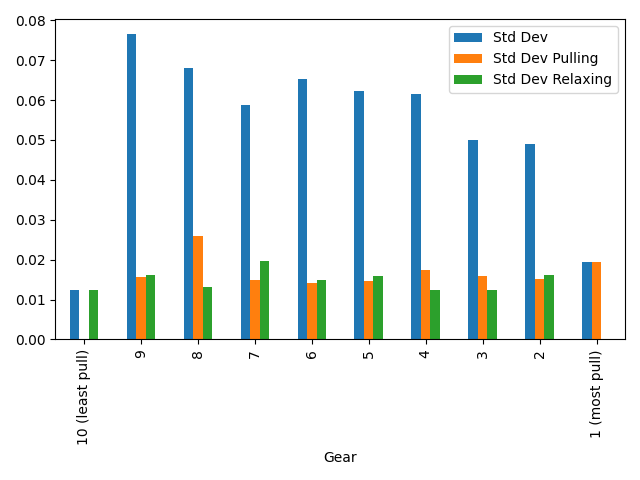 0.08
0.07
0.06
0.05
0.04
0.03
0.02
0.01
0.00
Std Dev
Std Dev Pulling
Std Dev Relaxing
10 (least pull)
9
8
7
6
5
4
3
2
1 (most pull)
Gear